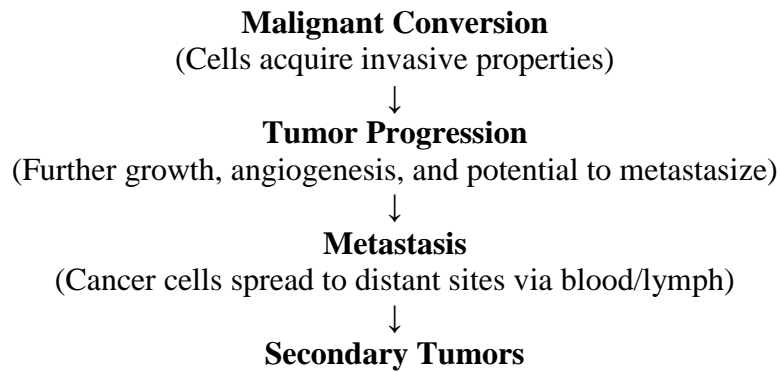 Malignant Conversion
(Cells acquire invasive properties)
↓
Tumor Progression
(Further growth, angiogenesis, and potential to metastasize)
↓
Metastasis
(Cancer cells spread to distant sites via blood/lymph)
↓
Secondary Tumors